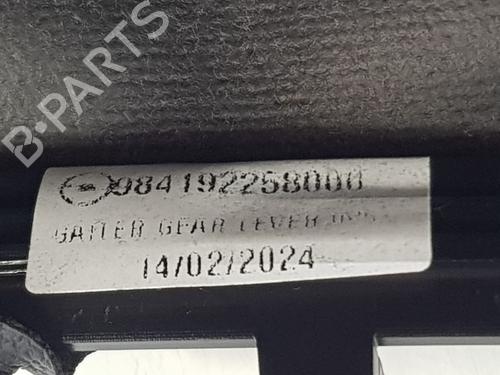 B-PARTS
984192258000
GAITER GEAR LEVER
14/02/2024